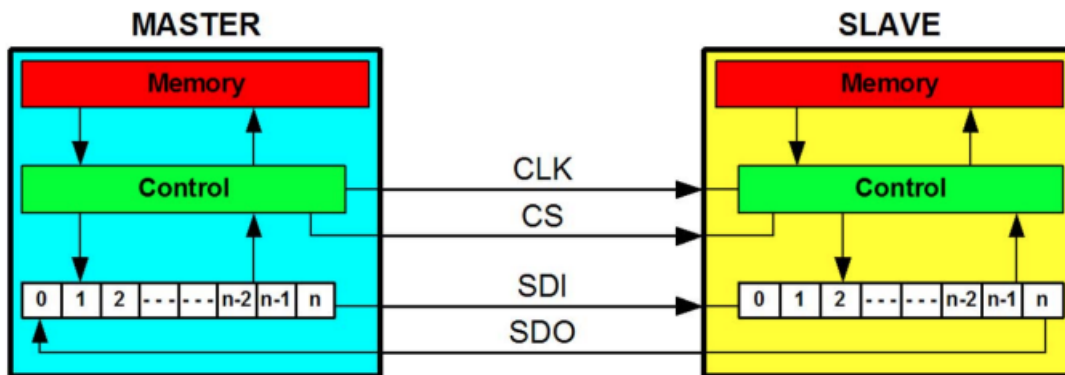 MASTER SLAVE
Memory Memory
CLK
Control Control
CS
SDI
0 1 2 - - - - - - n-2 n-1 n 0 1 2 - - - - - - n-2 n-1 n
SDO